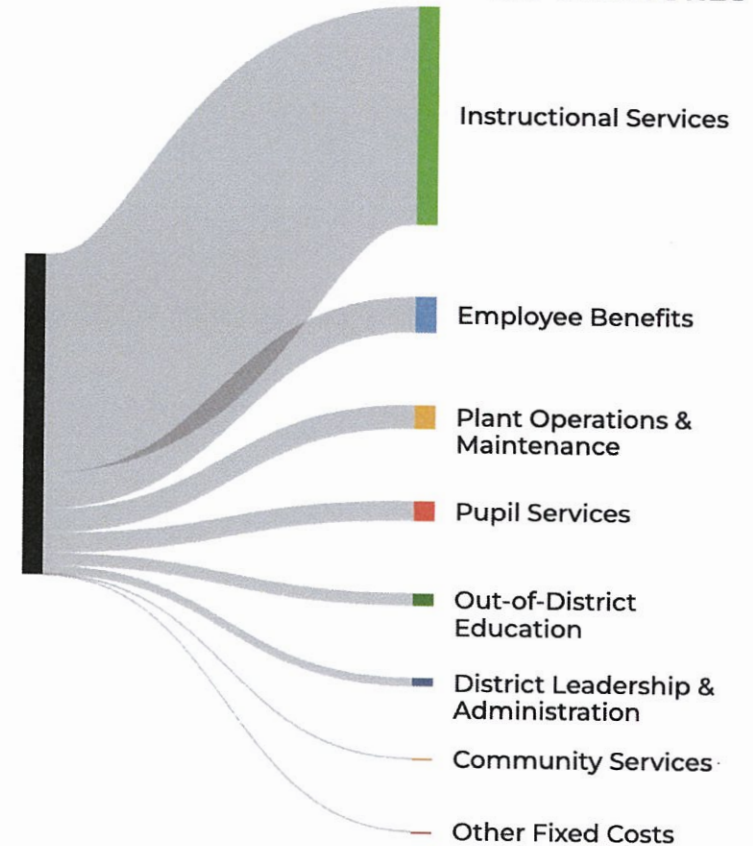 Instructional Services
Employee Benefits
Plant Operations &
Maintenance
Pupil Services
Out-of-District
Education
District Leadership &
Administration
Community Services
Other Fixed Costs